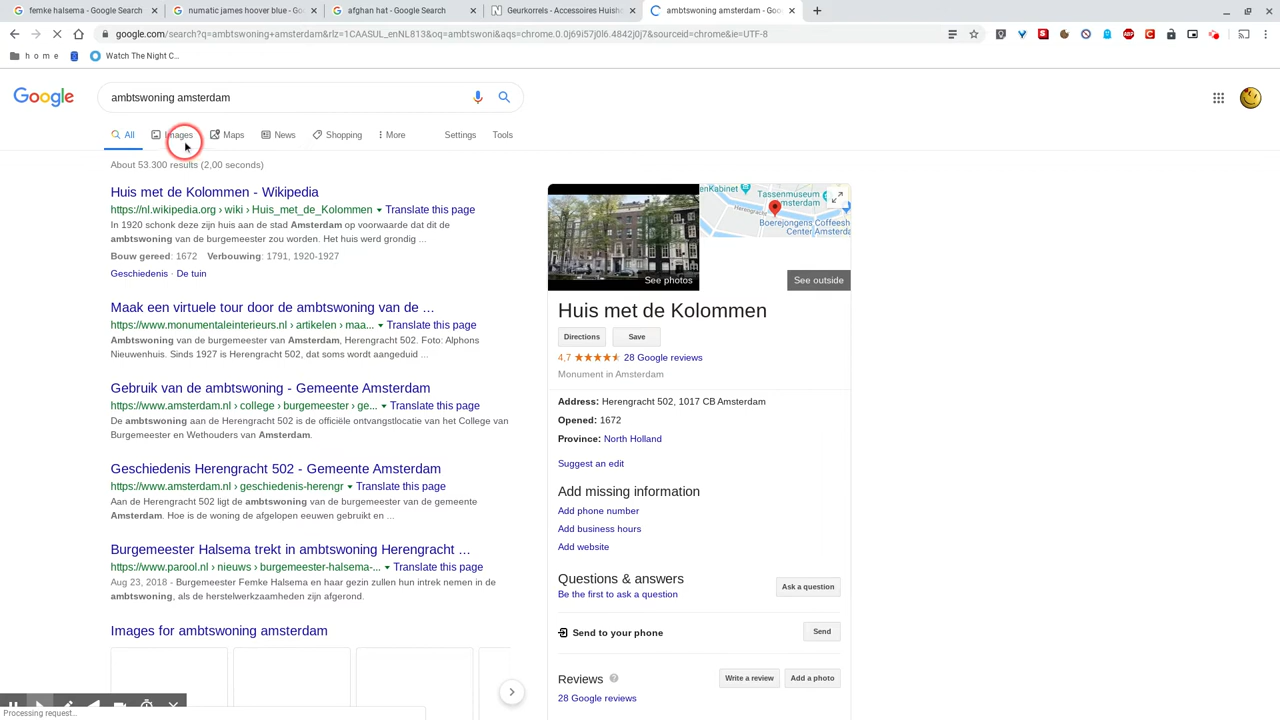 femke halsema - Google Search
numatic james hoover blue - Go
afghan hat - Google Search
Geurkorrels - Accessoires Huish
ambtswoning amsterdam - Goo
google.com/search?q=ambtswoning+amsterdam&rlz=1CAASUL_enNL813&oq=ambtswoni&aqs=chrome.0.0j69i57j0l6.4842j0j7&sourceid=chrome&ie=UTF-8
h o m e
Watch The Night C...
Google
ambtswoning amsterdam
All Images Maps News Shopping More Settings Tools
About 53.300 results (2,00 seconds)
Huis met de Kolommen - Wikipedia
https://nl.wikipedia.org › wiki › Huis_met_de_Kolommen Translate this page
In 1920 schonk deze zijn huis aan de stad Amsterdam op voorwaarde dat dit de
ambtswoning van de burgemeester zou worden. Het huis werd grondig ...
Bouw gereed: 1672 Verbouwing: 1791, 1920-1927
Geschiedenis · De tuin
Maak een virtuele tour door de ambtswoning van de ...
https://www.monumentaleinterieurs.nl › artikelen › maa... Translate this page
Ambtswoning van de burgemeester van Amsterdam, Herengracht 502. Foto: Alphons
Nieuwenhuis. Sinds 1927 is Herengracht 502, dat soms wordt aangeduid ...
Gebruik van de ambtswoning - Gemeente Amsterdam
https://www.amsterdam.nl › college › burgemeester › ge... Translate this page
De ambtswoning aan de Herengracht 502 is de officiële ontvangstlocatie van het College van
Burgemeester en Wethouders van Amsterdam.
Geschiedenis Herengracht 502 - Gemeente Amsterdam
https://www.amsterdam.nl › geschiedenis-herengr Translate this page
Aan de Herengracht 502 ligt de ambtswoning van de burgemeester van de gemeente
Amsterdam. Hoe is de woning de afgelopen eeuwen gebruikt en ...
Burgemeester Halsema trekt in ambtswoning Herengracht ...
https://www.parool.nl › nieuws › burgemeester-halsema-... Translate this page
Aug 23, 2018 - Burgemeester Femke Halsema en haar gezin zullen hun intrek nemen in de
ambtswoning, als de herstelwerkzaamheden zijn afgerond.
Images for ambtswoning amsterdam
Processing request...
enKabinet
Tassenmuseum
Amsterdam
Herengracht
Boerejongens Coffeesh
Center Amsterda
See photos
See outside
Huis met de Kolommen
Directions Save
4,7 28 Google reviews
Monument in Amsterdam
Address: Herengracht 502, 1017 CB Amsterdam
Opened: 1672
Province: North Holland
Suggest an edit
Add missing information
Add phone number
Add business hours
Add website
Questions & answers
Ask a question
Be the first to ask a question
Send to your phone Send
Reviews
Write a review Add a photo
28 Google reviews